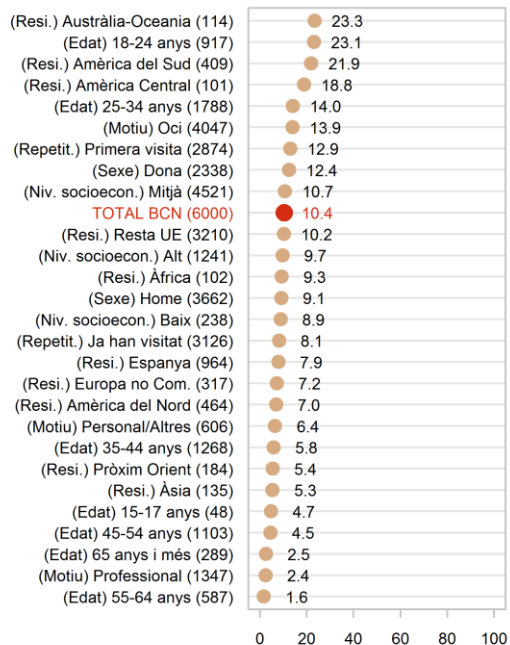 (Resi.) Austràlia-Oceania (114) 23.3
(Edat) 18-24 anys (917) 23.1
(Resi.) Amèrica del Sud (409) 21.9
(Resi.) Amèrica Central (101) 18.8
(Edat) 25-34 anys (1788) 14.0
(Motiu) Oci (4047) 13.9
(Repetit.) Primera visita (2874) 12.9
(Sexe) Dona (2338) 12.4
(Niv. socioecon.) Mitjà (4521) 10.7
TOTAL BCN (6000) 10.4
(Resi.) Resta UE (3210) 10.2
(Niv. socioecon.) Alt (1241) 9.7
(Resi.) Àfrica (102) 9.3
(Sexe) Home (3662) 9.1
(Niv. socioecon.) Baix (238) 8.9
(Repetit.) Ja han visitat (3126) 8.1
(Resi.) Espanya (964) 7.9
(Resi.) Europa no Com. (317) 7.2
(Resi.) Amèrica del Nord (464) 7.0
(Motiu) Personal/Altres (606) 6.4
(Edat) 35-44 anys (1268) 5.8
(Resi.) Pròxim Orient (184) 5.4
(Resi.) Àsia (135) 5.3
(Edat) 15-17 anys (48) 4.7
(Edat) 45-54 anys (1103) 4.5
(Edat) 65 anys i més (289) 2.5
(Motiu) Professional (1347) 2.4
(Edat) 55-64 anys (587) 1.6
0 20 40 60 80 100